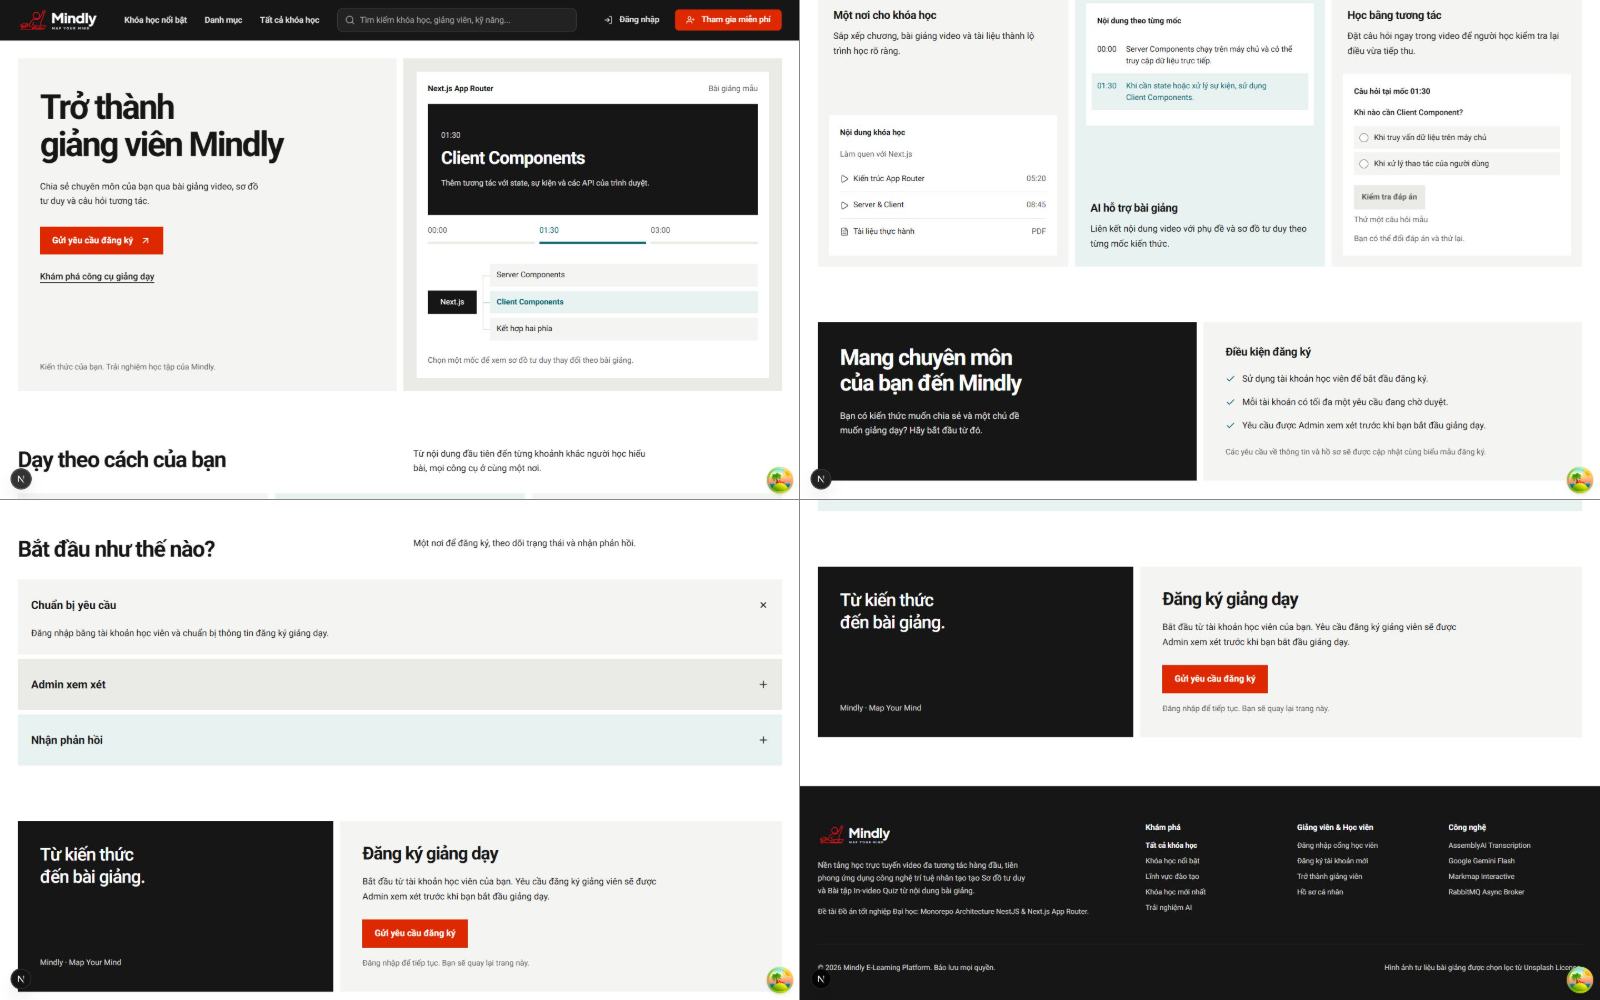 Mindly
MAP YOUR MIND
Khóa học nổi bật
Danh mục
Tất cả khóa học
Tìm kiếm khóa học, giảng viên, kỹ năng...
Đăng nhập
Tham gia miễn phí
Trở thành
giảng viên Mindly
Chia sẻ chuyên môn của bạn qua bài giảng video, sơ đồ
tư duy và câu hỏi tương tác.
Gửi yêu cầu đăng ký
Khám phá công cụ giảng dạy
Kiến thức của bạn. Trải nghiệm học tập của Mindly.
Next.js App Router
Bài giảng mẫu
01:30
Client Components
Thêm tương tác với state, sự kiện và các API của trình duyệt.
00:00
01:30
03:00
Next.js
Server Components
Client Components
Kết hợp hai phía
Chọn một mốc để xem sơ đồ tư duy thay đổi theo bài giảng.
Dạy theo cách của bạn
Từ nội dung đầu tiên đến từng khoảnh khắc người học hiểu
bài, mọi công cụ ở cùng một nơi.
N
Một nơi cho khóa học
Sắp xếp chương, bài giảng video và tài liệu thành lộ
trình học rõ ràng.
Nội dung khóa học
Làm quen với Next.js
Kiến trúc App Router
05:20
Server & Client
08:45
Tài liệu thực hành
PDF
Nội dung theo từng mốc
00:00
Server Components chạy trên máy chủ và có thể
truy cập dữ liệu trực tiếp.
01:30
Khi cần state hoặc xử lý sự kiện, sử dụng
Client Components.
AI hỗ trợ bài giảng
Liên kết nội dung video với phụ đề và sơ đồ tư duy theo
từng mốc kiến thức.
Học bằng tương tác
Đặt câu hỏi ngay trong video để người học kiểm tra lại
điều vừa tiếp thu.
Câu hỏi tại mốc 01:30
Khi nào cần Client Component?
Khi truy vấn dữ liệu trên máy chủ
Khi xử lý thao tác của người dùng
Kiểm tra đáp án
Thử một câu hỏi mẫu
Bạn có thể đổi đáp án và thử lại.
Mang chuyên môn
của bạn đến Mindly
Bạn có kiến thức muốn chia sẻ và một chủ đề
muốn giảng dạy? Hãy bắt đầu từ đó.
Điều kiện đăng ký
Sử dụng tài khoản học viên để bắt đầu đăng ký.
Mỗi tài khoản có tối đa một yêu cầu đang chờ duyệt.
Yêu cầu được Admin xem xét trước khi bạn bắt đầu giảng dạy.
Các yêu cầu về thông tin và hồ sơ sẽ được cập nhật cùng biểu mẫu đăng ký.
N
Bắt đầu như thế nào?
Một nơi để đăng ký, theo dõi trạng thái và nhận phản hồi.
Chuẩn bị yêu cầu
Đăng nhập bằng tài khoản học viên và chuẩn bị thông tin đăng ký giảng dạy.
Admin xem xét
Nhận phản hồi
Từ kiến thức
đến bài giảng.
Mindly · Map Your Mind
Đăng ký giảng dạy
Bắt đầu từ tài khoản học viên của bạn. Yêu cầu đăng ký giảng viên sẽ được
Admin xem xét trước khi bạn bắt đầu giảng dạy.
Gửi yêu cầu đăng ký
Đăng nhập để tiếp tục. Bạn sẽ quay lại trang này.
N
Từ kiến thức
đến bài giảng.
Mindly · Map Your Mind
Đăng ký giảng dạy
Bắt đầu từ tài khoản học viên của bạn. Yêu cầu đăng ký giảng viên sẽ được
Admin xem xét trước khi bạn bắt đầu giảng dạy.
Gửi yêu cầu đăng ký
Đăng nhập để tiếp tục. Bạn sẽ quay lại trang này.
Mindly
MAP YOUR MIND
Nền tảng học trực tuyến video đa tương tác hàng đầu, tiên
phong ứng dụng công nghệ trí tuệ nhân tạo tạo Sơ đồ tư duy
và Bài tập In-video Quiz từ nội dung bài giảng.
Đề tài Đồ án tốt nghiệp Đại học: Monorepo Architecture NestJS & Next.js App Router.
Khám phá
Tất cả khóa học
Khóa học nổi bật
Lĩnh vực đào tạo
Khóa học mới nhất
Trải nghiệm AI
Giảng viên & Học viên
Đăng nhập cổng học viên
Đăng ký tài khoản mới
Trở thành giảng viên
Hồ sơ cá nhân
Công nghệ
AssemblyAI Transcription
Google Gemini Flash
Markmap Interactive
RabbitMQ Async Broker
© 2026 Mindly E-Learning Platform. Bảo lưu mọi quyền.
Hình ảnh tư liệu bài giảng được chọn lọc từ Unsplash
N